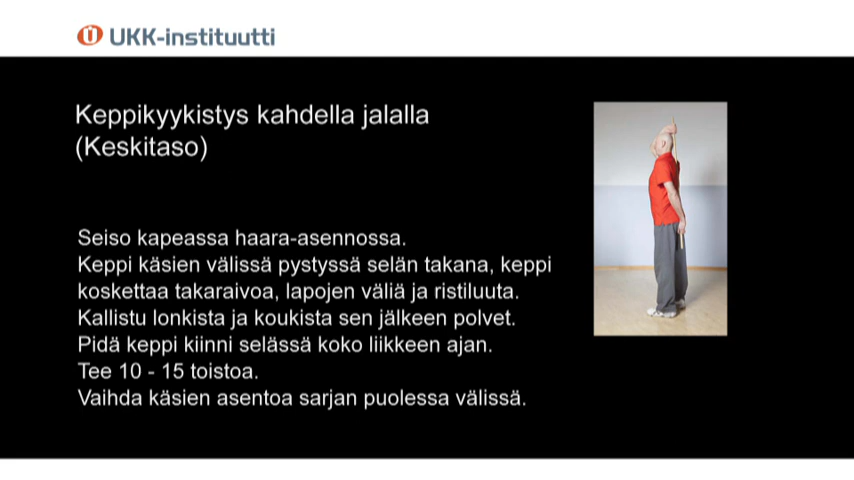 UKK-instituutti
Keppikyykistys kahdella jalalla
(Keskitaso)
Seiso kapeassa haara-asennossa.
Keppi käsien välissä pystyssä selän takana, keppi
koskettaa takaraivoa, lapojen väliä ja ristiluuta.
Kallistu lonkista ja koukista sen jälkeen polvet.
Pidä keppi kiinni selässä koko liikkeen ajan.
Tee 10 - 15 toistoa.
Vaihda käsien asentoa sarjan puolessa välissä.